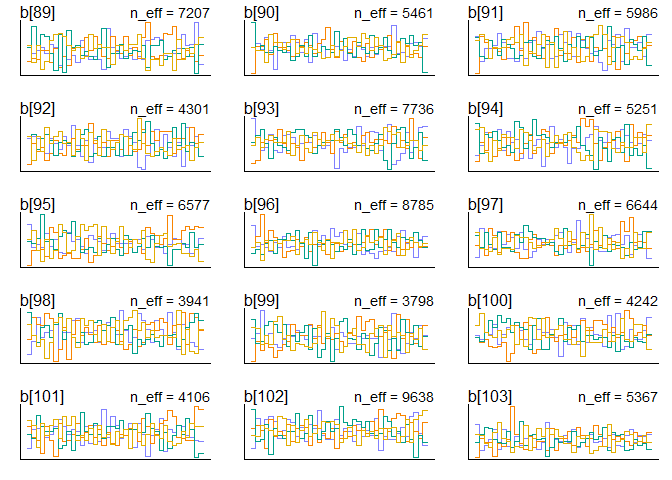 b[89] n_eff = 7207 b[90] n_eff = 5461 b[91] n_eff = 5986
b[92] n_eff = 4301 b[93] n_eff = 7736 b[94] n_eff = 5251
b[95] n_eff = 6577 b[96] n_eff = 8785 b[97] n_eff = 6644
b[98] n_eff = 3941 b[99] n_eff = 3798 b[100] n_eff = 4242
b[101] n_eff = 4106 b[102] n_eff = 9638 b[103] n_eff = 5367